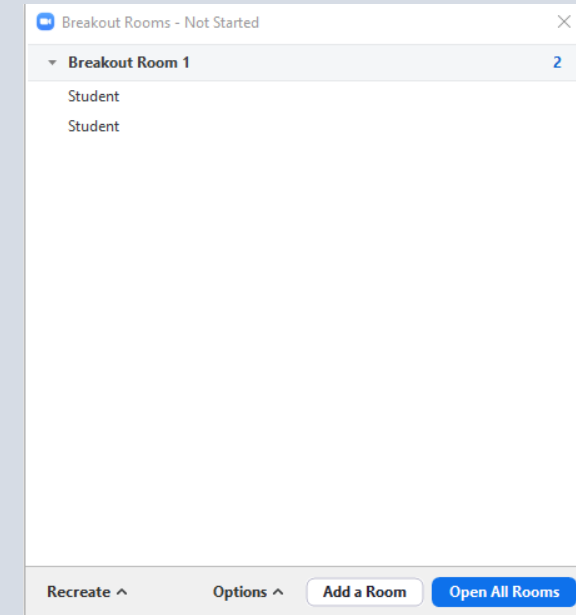 Breakout Rooms - Not Started
Breakout Room 1 2
Student
Student
Recreate Options Add a Room Open All Rooms